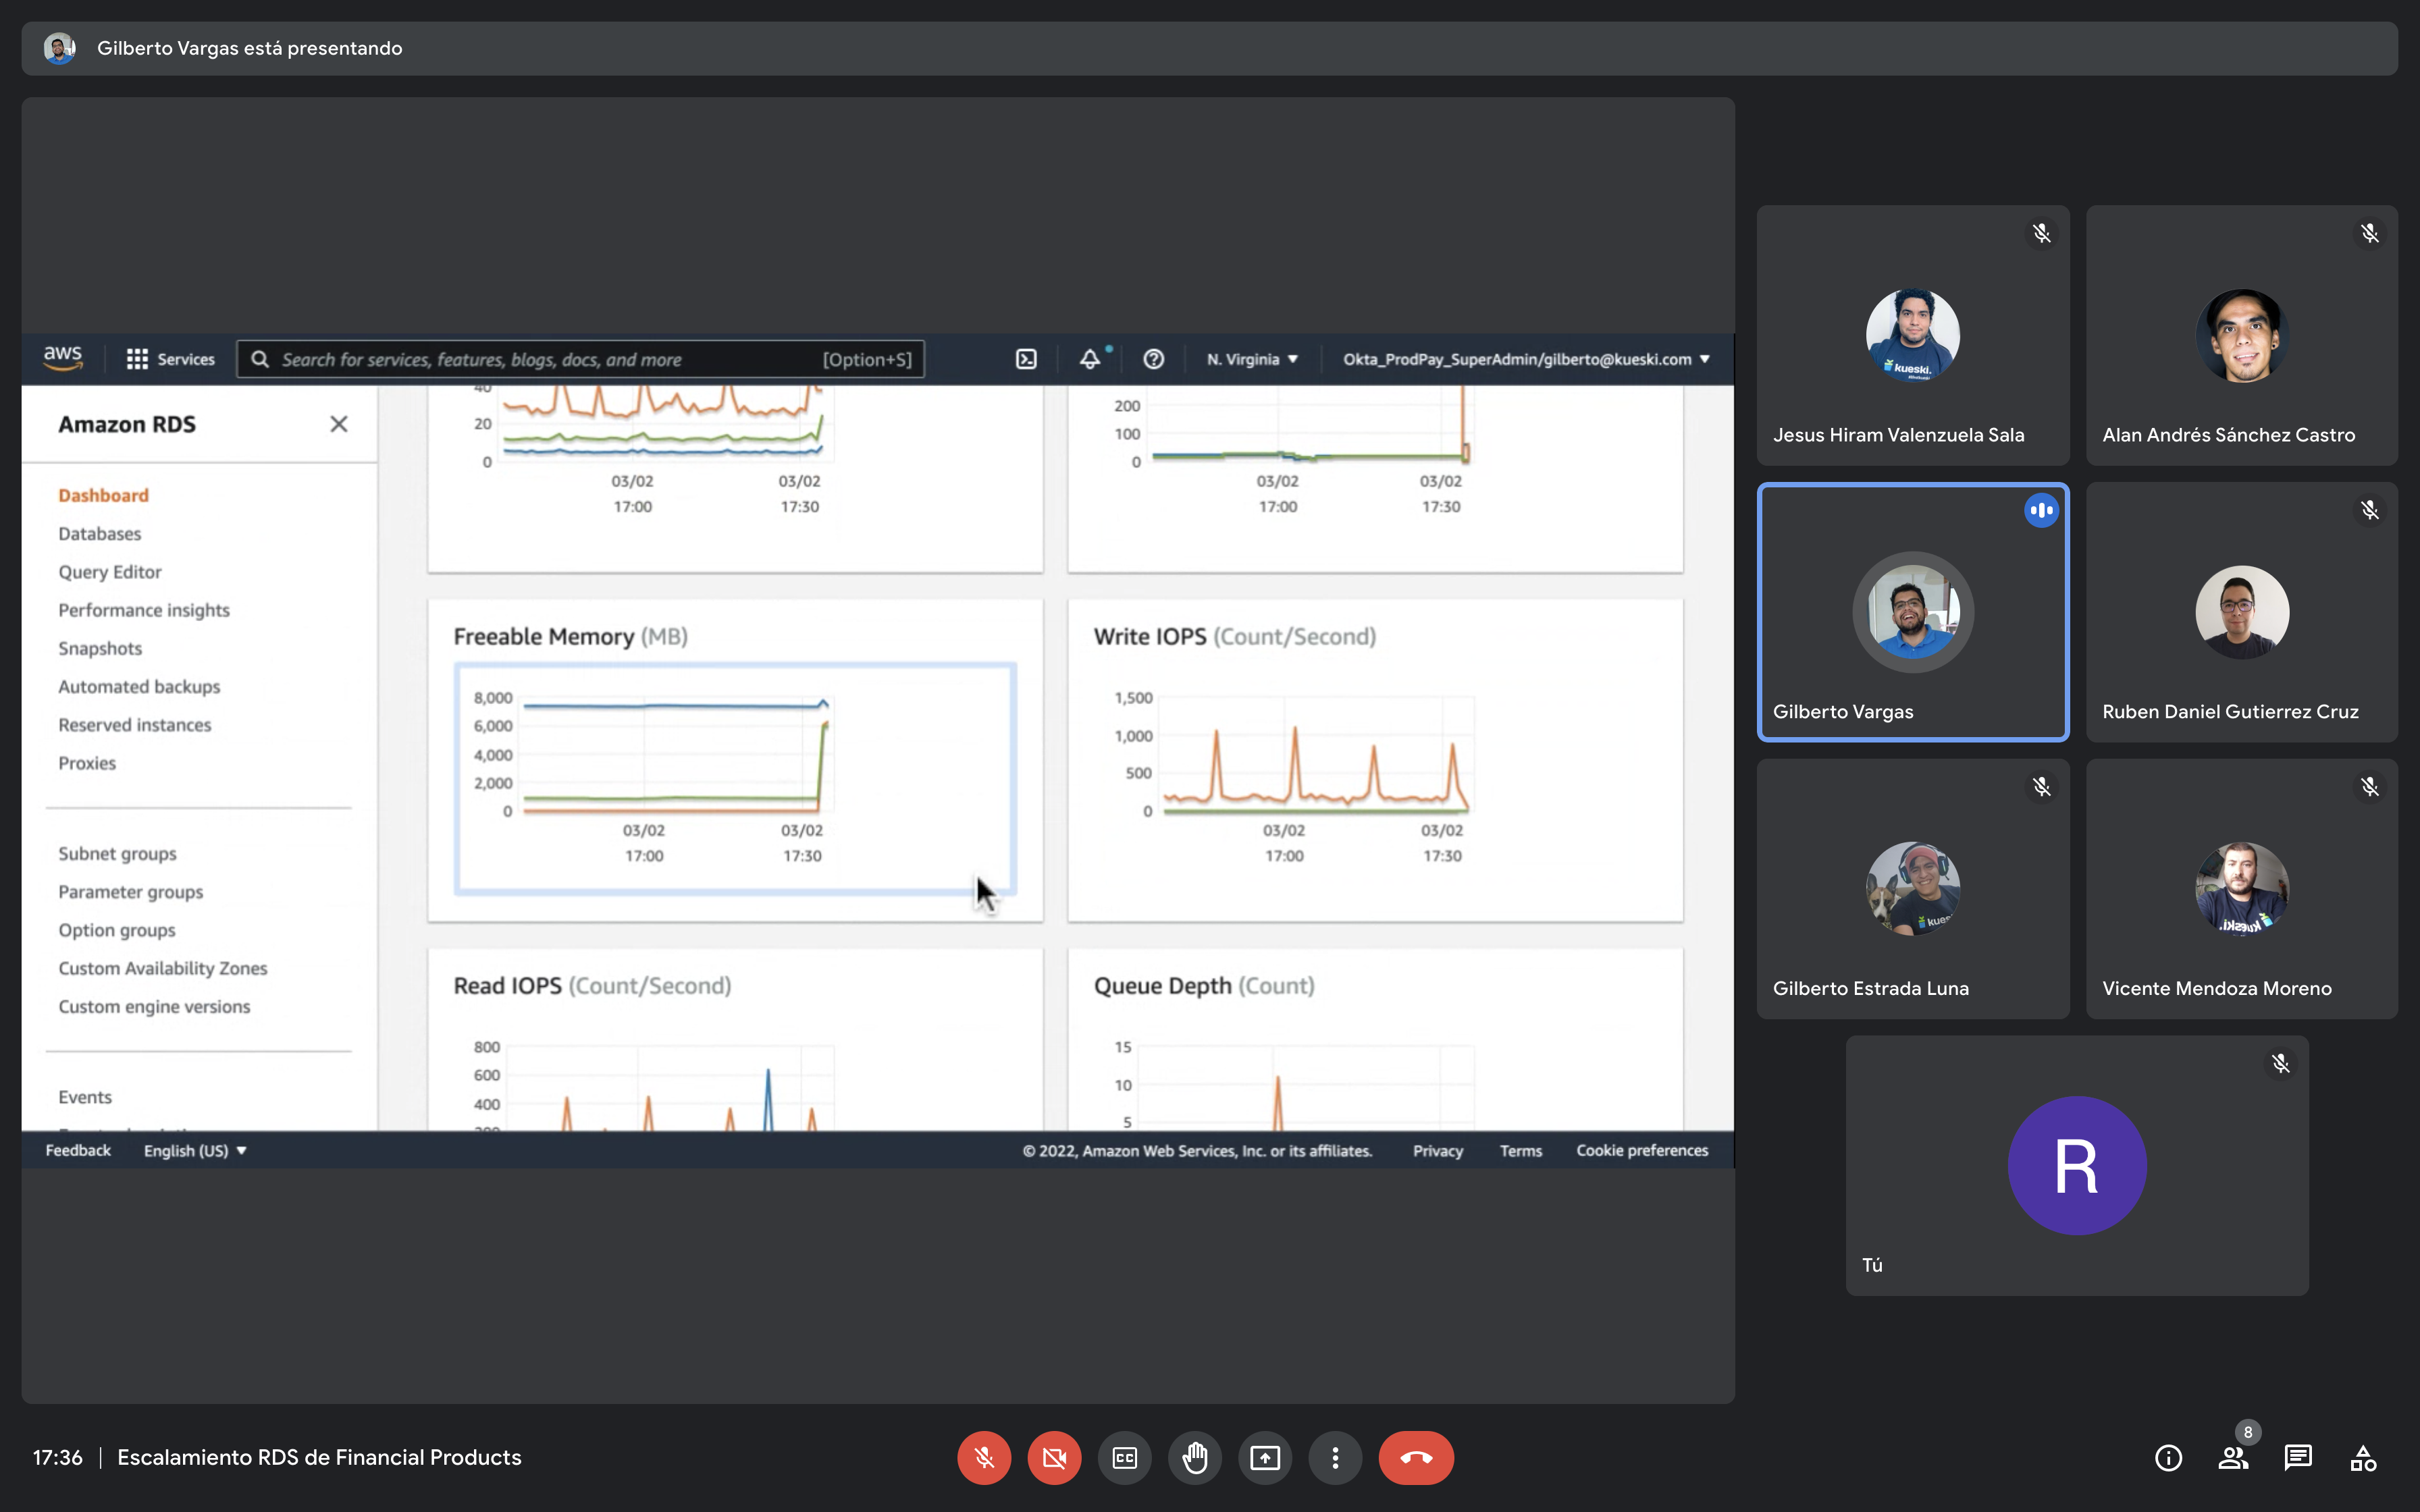 Gilberto Vargas está presentando
aws
Services
Search for services, features, blogs, docs, and more
[Option+S]
N. Virginia
Okta_ProdPay_SuperAdmin/gilberto@kueski.com
Amazon RDS
Dashboard
Databases
Query Editor
Performance insights
Snapshots
Automated backups
Reserved instances
Proxies
Subnet groups
Parameter groups
Option groups
Custom Availability Zones
Custom engine versions
Events
40
20
0
03/02
17:00
03/02
17:30
200
100
0
03/02
17:00
03/02
17:30
Freeable Memory (MB)
8,000
6,000
4,000
2,000
0
03/02
17:00
03/02
17:30
Write IOPS (Count/Second)
1,500
1,000
500
0
03/02
17:00
03/02
17:30
Read IOPS (Count/Second)
800
600
400
200
Queue Depth (Count)
15
10
5
Feedback
English (US)
© 2022, Amazon Web Services, Inc. or its affiliates.
Privacy
Terms
Cookie preferences
kueski.
Jesus Hiram Valenzuela Sala
Alan Andrés Sánchez Castro
Gilberto Vargas
Ruben Daniel Gutierrez Cruz
Gilberto Estrada Luna
Vicente Mendoza Moreno
R
Tú
17:36
Escalamiento RDS de Financial Products
CC
8